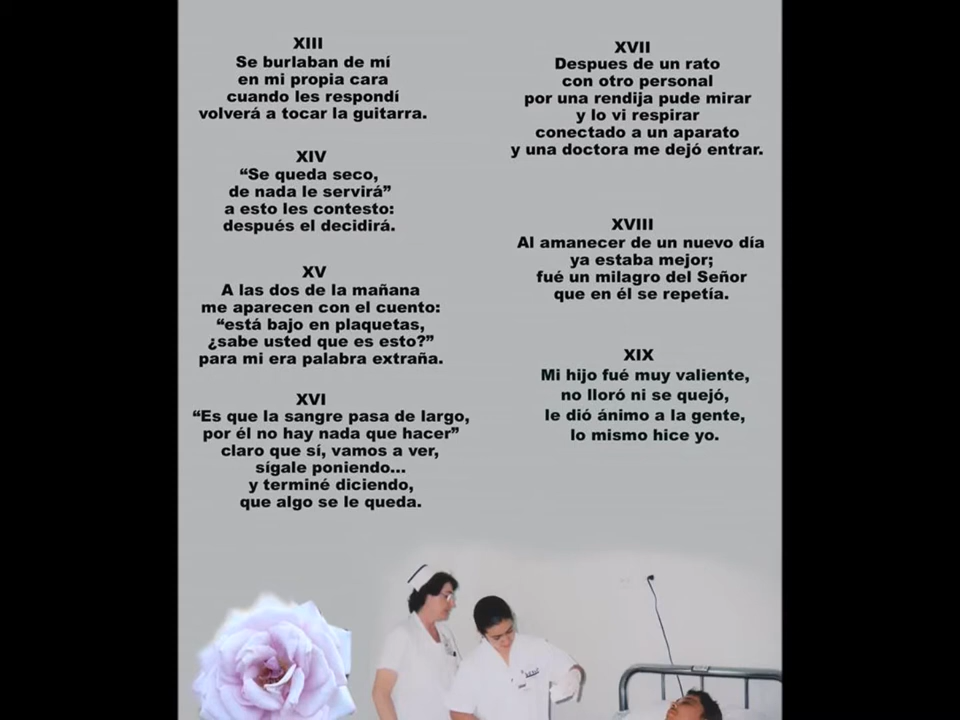 XIII
Se burlaban de mí
en mi propia cara
cuando les respondí
volverá a tocar la guitarra.
XIV
“Se queda seco,
de nada le servirá”
a esto les contesto:
después el decidirá.
XV
A las dos de la mañana
me aparecen con el cuento:
“está bajo en plaquetas,
¿sabe usted que es esto?”
para mi era palabra extraña.
XVI
“Es que la sangre pasa de largo,
por él no hay nada que hacer”
claro que sí, vamos a ver,
sígale poniendo...
y terminé diciendo,
que algo se le queda.
XVII
Despues de un rato
con otro personal
por una rendija pude mirar
y lo vi respirar
conectado a un aparato
y una doctora me dejó entrar.
XVIII
Al amanecer de un nuevo día
ya estaba mejor;
fué un milagro del Señor
que en él se repetía.
XIX
Mi hijo fué muy valiente,
no lloró ni se quejó,
le dió ánimo a la gente,
lo mismo hice yo.